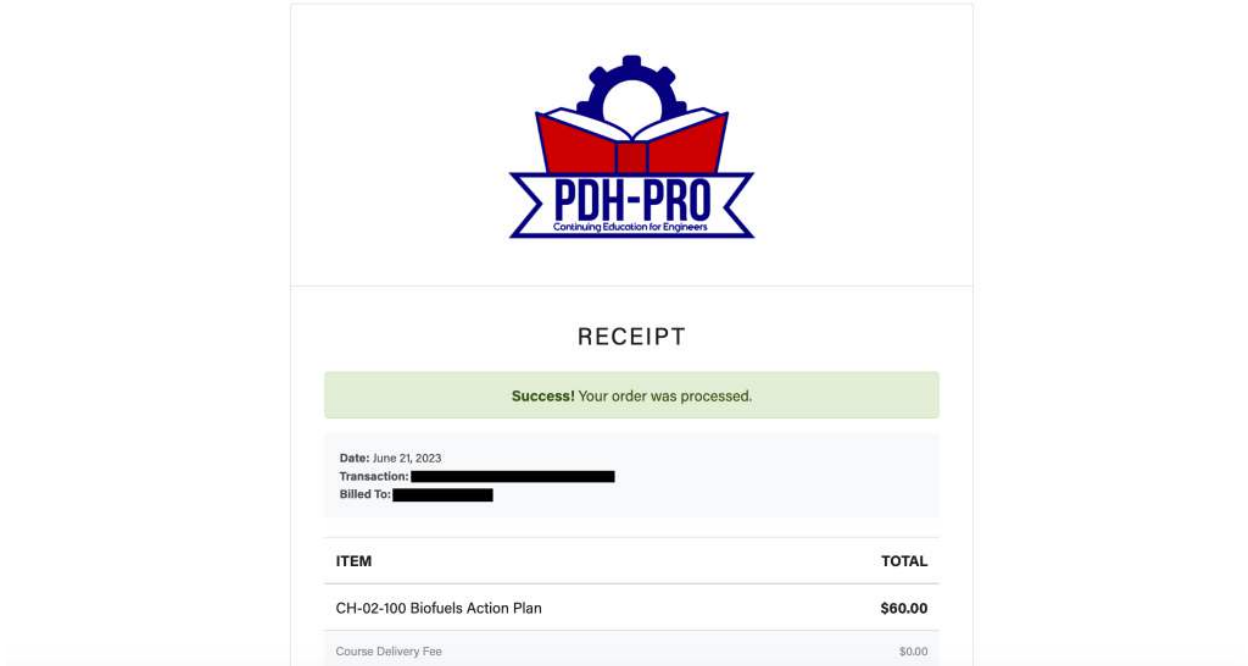 PDH-PRO
Continuing Education for Engineers
RECEIPT
Success! Your order was processed.
Date: June 21, 2023
Transaction:
Billed To:
ITEM TOTAL
CH-02-100 Biofuels Action Plan $60.00
Course Delivery Fee $0.00